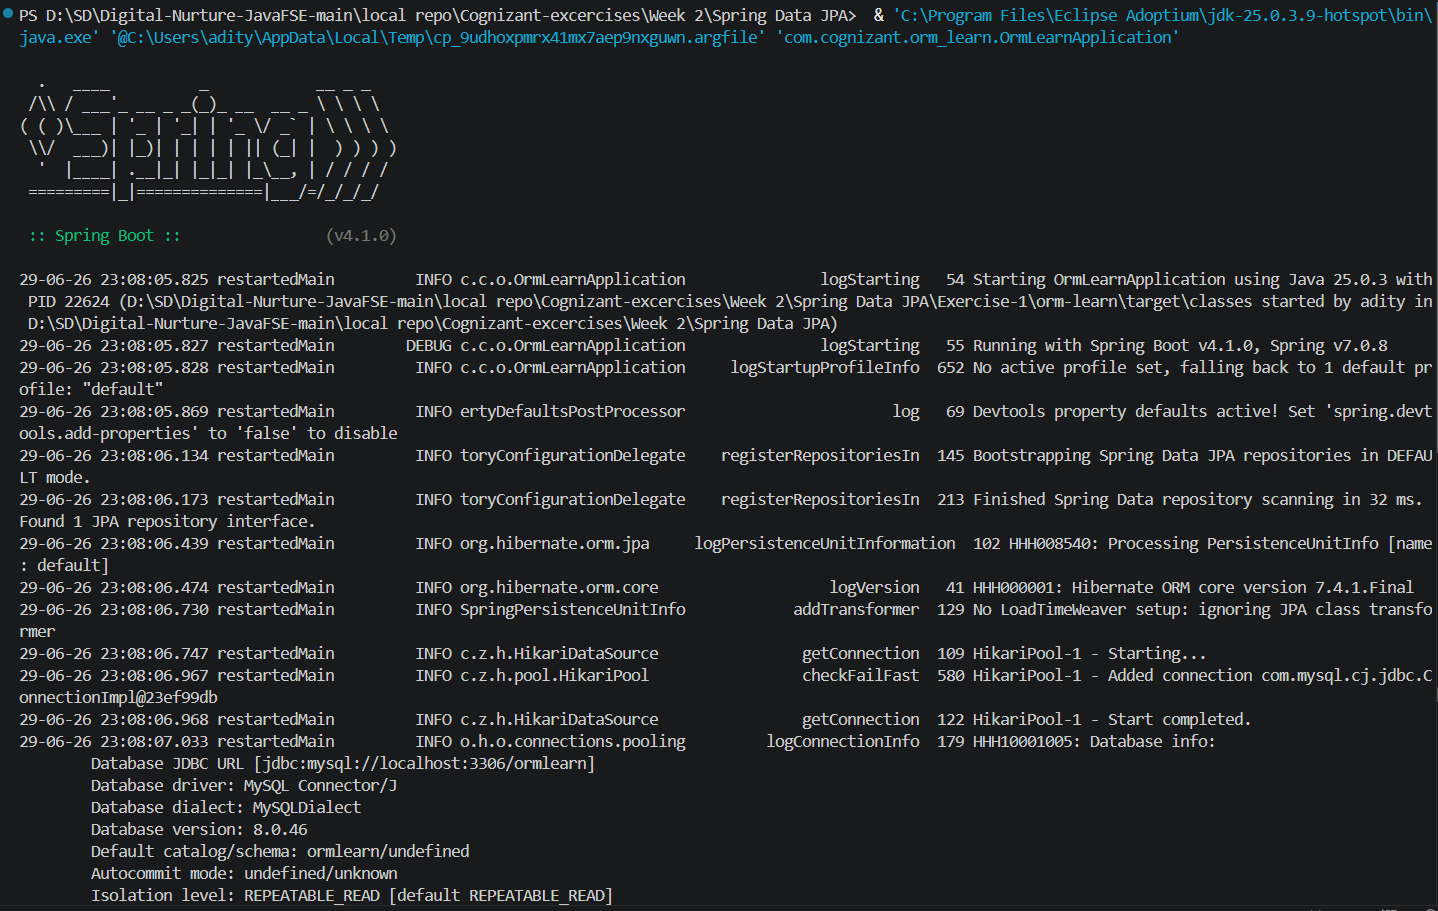 PS D:\SD\Digital-Nurture-JavaFSE-main\local repo\Cognizant-excercises\Week 2\Spring Data JPA>  & 'C:\Program Files\Eclipse Adoptium\jdk-25.0.3.9-hotspot\bin\
java.exe' '@C:\Users\adity\AppData\Local\Temp\cp_9udhoxpmrx41mx7aep9nxguwn.argfile' 'com.cognizant.orm_learn.OrmLearnApplication'
  .   ____          _            __ _ _
 /\\ / ___'_ __ _ _(_)_ __  __ _ \ \ \ \
( ( )\___ | '_ | '_| | '_ \/ _` | \ \ \ \
 \\/  ___)| |_)| | | | | || (_| |  ) ) ) )
  '  |____| .__|_| |_|_| |_\__, | / / / /
 =========|_|==============|___/=/_/_/_/
 :: Spring Boot ::                (v4.1.0)
29-06-26 23:08:05.825 restartedMain         INFO c.c.o.OrmLearnApplication               logStarting   54 Starting OrmLearnApplication using Java 25.0.3 with
 PID 22624 (D:\SD\Digital-Nurture-JavaFSE-main\local repo\Cognizant-excercises\Week 2\Spring Data JPA\Exercise-1\orm-learn\target\classes started by adity in
 D:\SD\Digital-Nurture-JavaFSE-main\local repo\Cognizant-excercises\Week 2\Spring Data JPA)
29-06-26 23:08:05.827 restartedMain        DEBUG c.c.o.OrmLearnApplication               logStarting   55 Running with Spring Boot v4.1.0, Spring v7.0.8
29-06-26 23:08:05.828 restartedMain         INFO c.c.o.OrmLearnApplication     logStartupProfileInfo  652 No active profile set, falling back to 1 default pr
ofile: "default"
29-06-26 23:08:05.869 restartedMain         INFO ertyDefaultsPostProcessor                       log   69 Devtools property defaults active! Set 'spring.devt
ools.add-properties' to 'false' to disable
29-06-26 23:08:06.134 restartedMain         INFO toryConfigurationDelegate    registerRepositoriesIn  145 Bootstrapping Spring Data JPA repositories in DEFAU
LT mode.
29-06-26 23:08:06.173 restartedMain         INFO toryConfigurationDelegate    registerRepositoriesIn  213 Finished Spring Data repository scanning in 32 ms.
Found 1 JPA repository interface.
29-06-26 23:08:06.439 restartedMain         INFO org.hibernate.orm.jpa     logPersistenceUnitInformation  102 HHH008540: Processing PersistenceUnitInfo [name
: default]
29-06-26 23:08:06.474 restartedMain         INFO org.hibernate.orm.core                   logVersion   41 HHH000001: Hibernate ORM core version 7.4.1.Final
29-06-26 23:08:06.730 restartedMain         INFO SpringPersistenceUnitInfo            addTransformer  129 No LoadTimeWeaver setup: ignoring JPA class transfo
rmer
29-06-26 23:08:06.747 restartedMain         INFO c.z.h.HikariDataSource                getConnection  109 HikariPool-1 - Starting...
29-06-26 23:08:06.967 restartedMain         INFO c.z.h.pool.HikariPool                 checkFailFast  580 HikariPool-1 - Added connection com.mysql.cj.jdbc.C
onnectionImpl@23ef99db
29-06-26 23:08:06.968 restartedMain         INFO c.z.h.HikariDataSource                getConnection  122 HikariPool-1 - Start completed.
29-06-26 23:08:07.033 restartedMain         INFO o.h.o.connections.pooling         logConnectionInfo  179 HHH10001005: Database info:
        Database JDBC URL [jdbc:mysql://localhost:3306/ormlearn]
        Database driver: MySQL Connector/J
        Database dialect: MySQLDialect
        Database version: 8.0.46
        Default catalog/schema: ormlearn/undefined
        Autocommit mode: undefined/unknown
        Isolation level: REPEATABLE_READ [default REPEATABLE_READ]